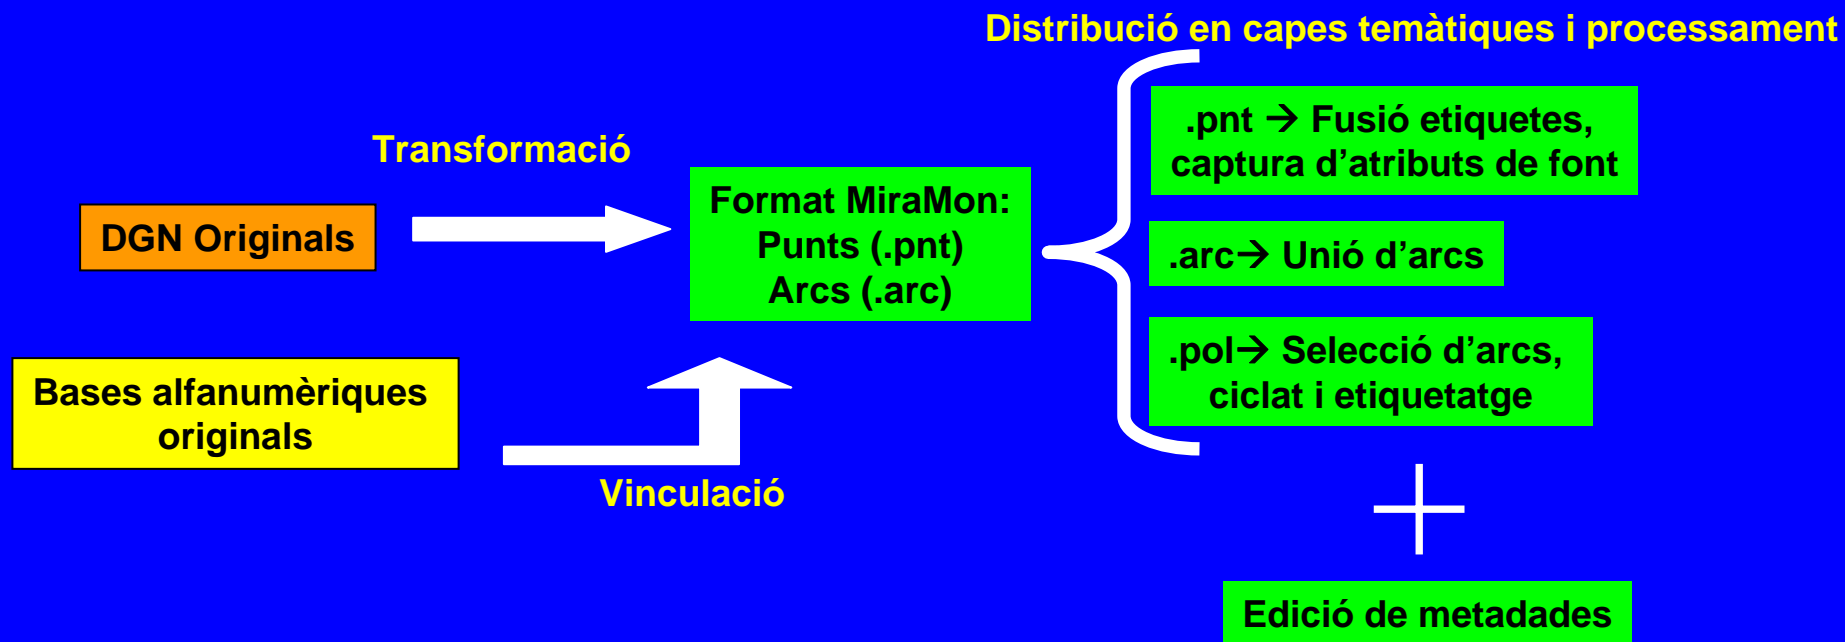 Distribució en capes temàtiques i processament
Transformació
DGN Originals
Format MiraMon:
Punts (.pnt)
Arcs (.arc)
.pnt → Fusió etiquetes,
captura d’atributs de font
.arc→ Unió d’arcs
.pol→ Selecció d’arcs,
ciclat i etiquetatge
Bases alfanumèriques
originals
Vinculació
Edició de metadades